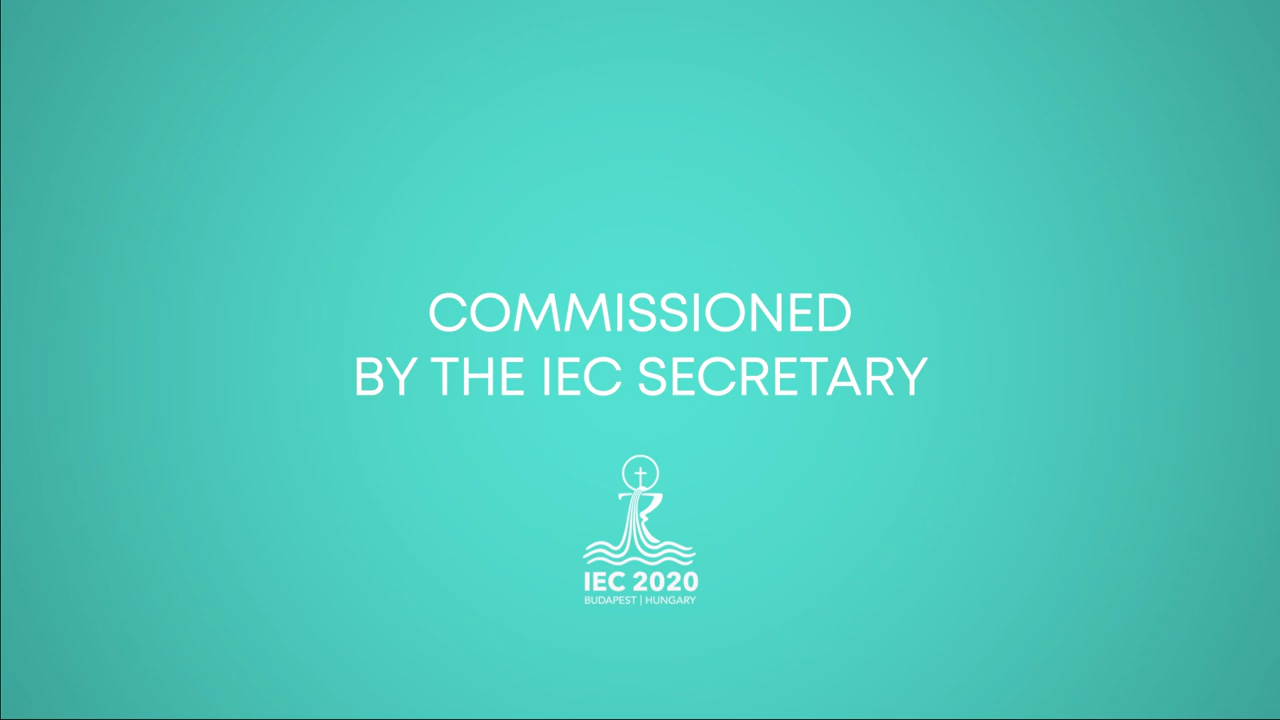 COMMISSIONED
BY THE IEC SECRETARY
IEC 2020
BUDAPEST | HUNGARY